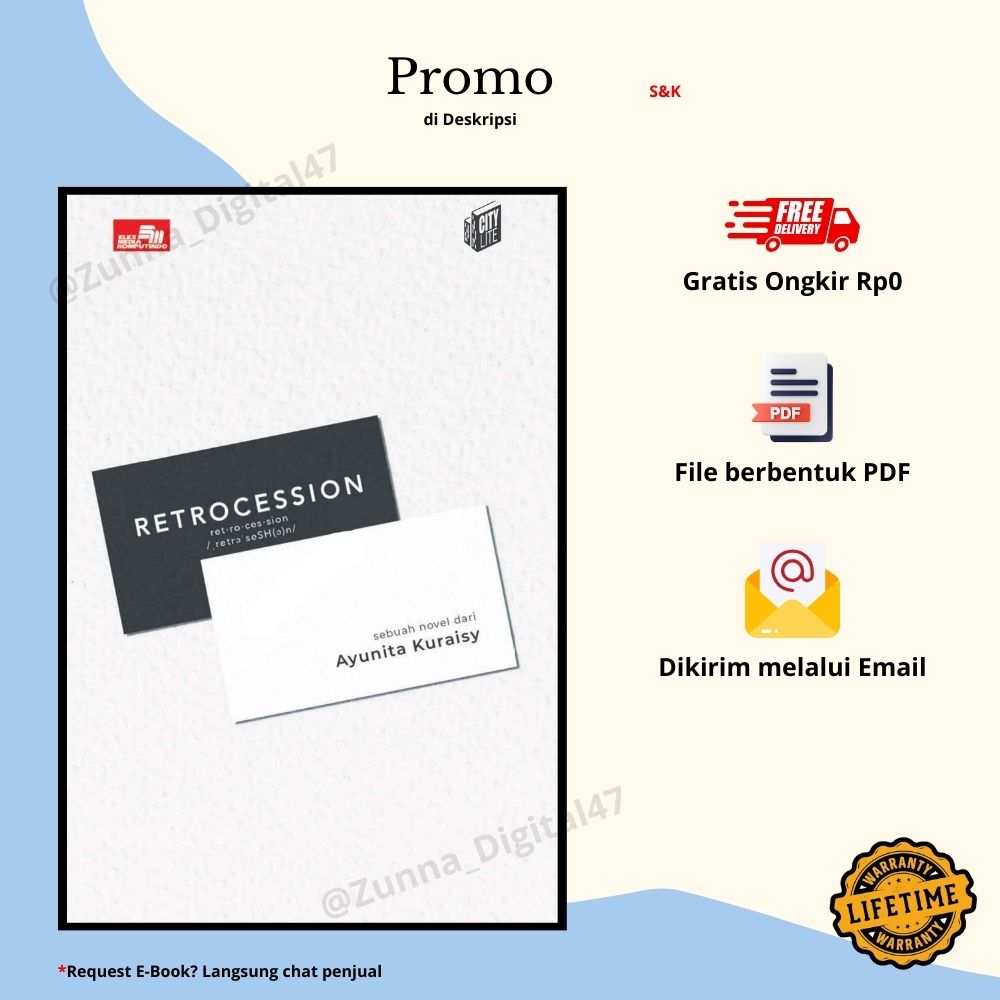 Promo
di Deskripsi
S&K
@Zunna_Digital47
ELEX
MEDIA
KOMPUTINDO
CITY
LITE
RETROCESSION
ret·ro·ces·sion
/ˌretrəˈseSH(ə)n/
sebuah novel dari
Ayunita Kuraisy
FREE
DELIVERY
Gratis Ongkir Rp0
PDF
File berbentuk PDF
@
Dikirim melalui Email
@Zunna_Digital47
WARRANTY
LIFETIME
WARRANTY
*Request E-Book? Langsung chat penjual